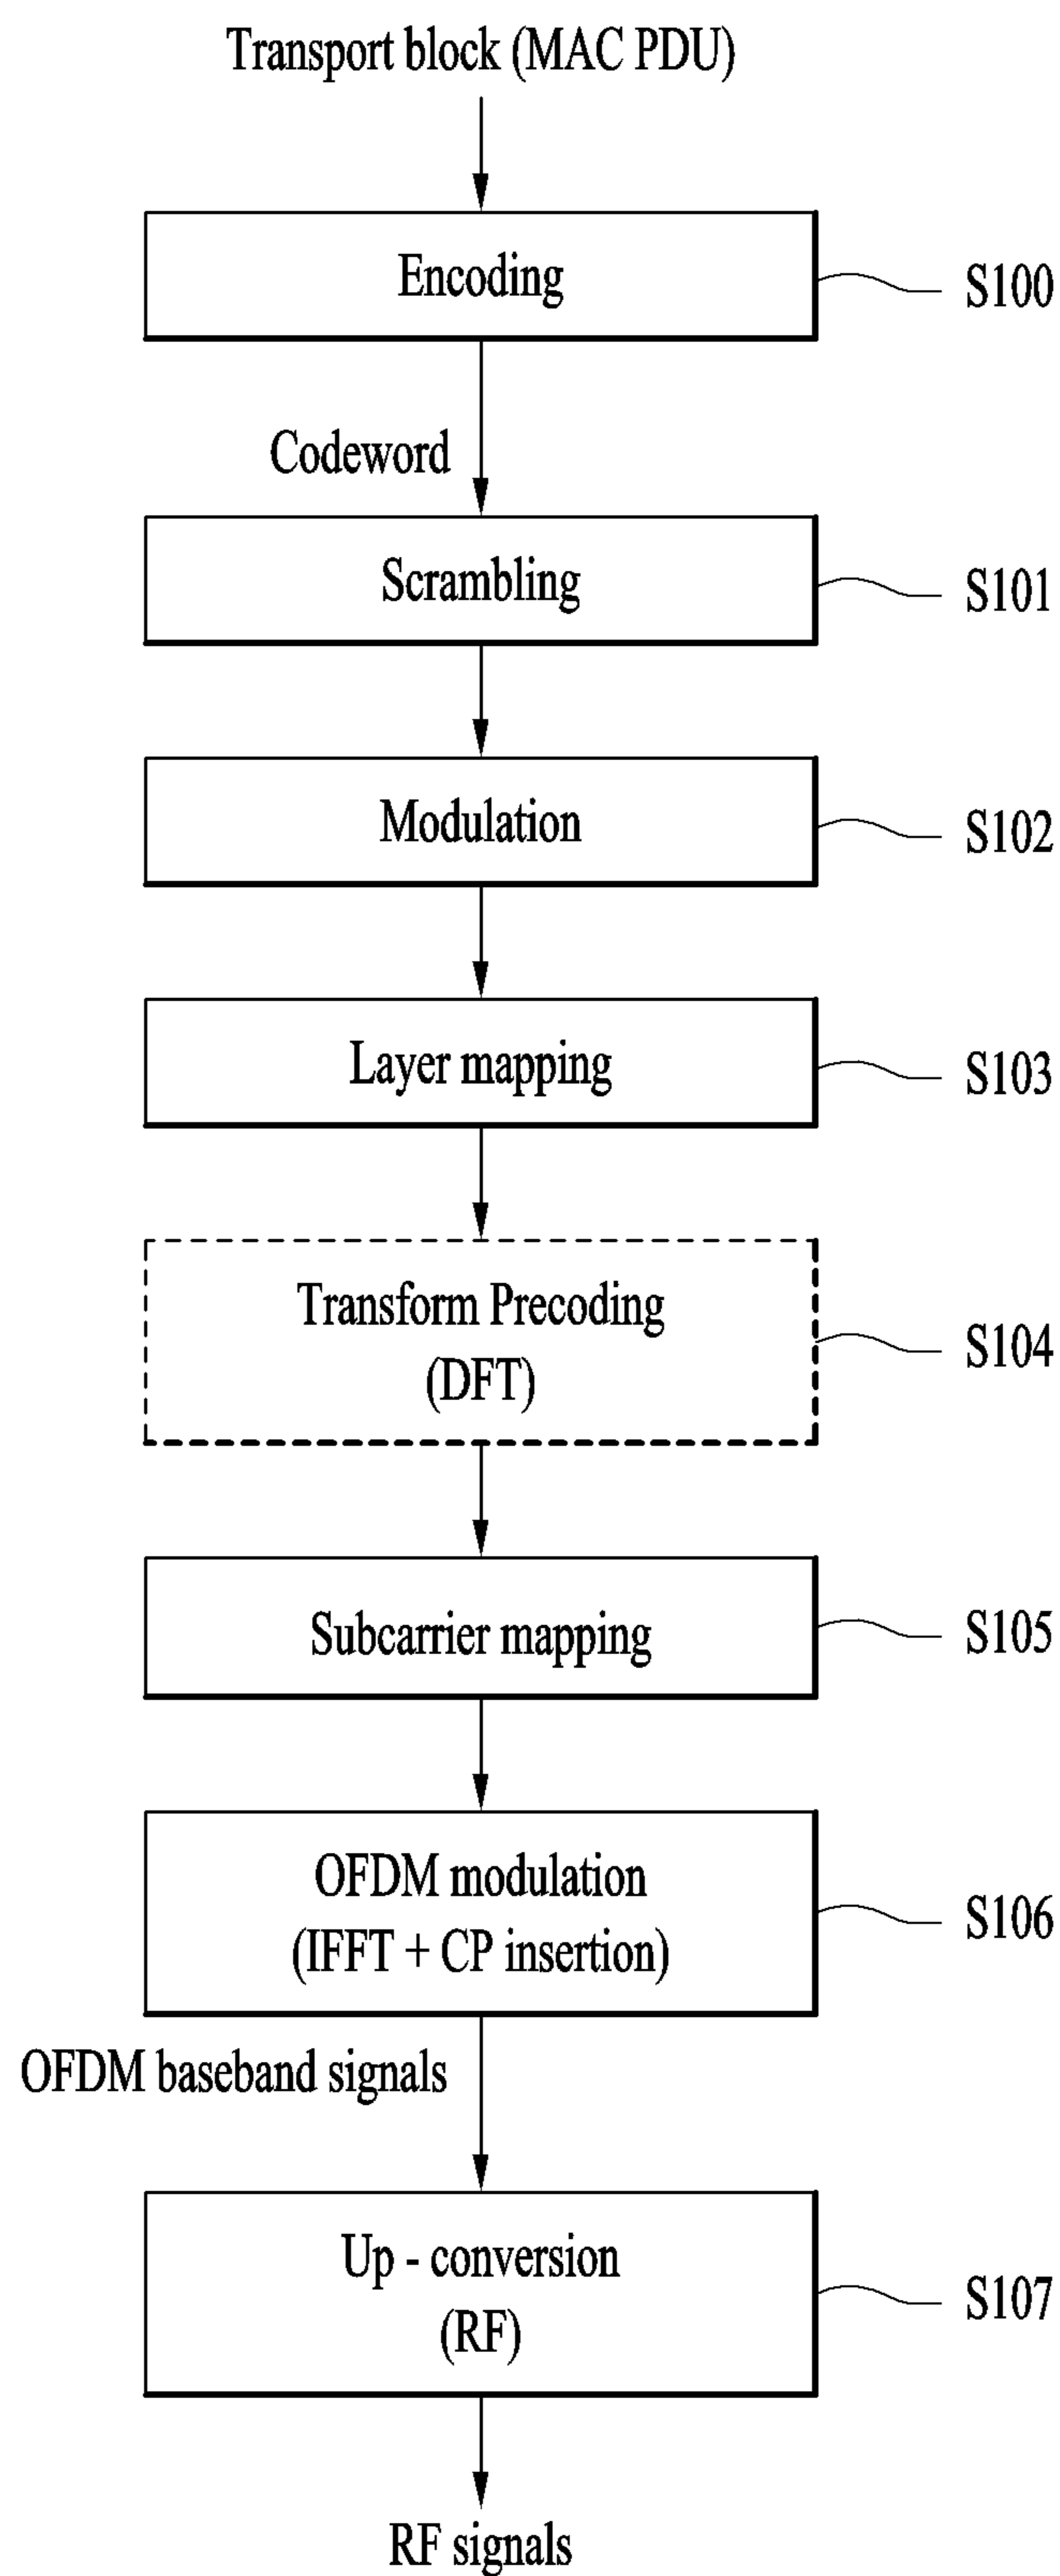 Transport block (MAC PDU)
Encoding
S100
Codeword
Scrambling
S101
Modulation
S102
Layer mapping
S103
Transform Precoding
(DFT)
S104
Subcarrier mapping
S105
OFDM modulation
(IFFT + CP insertion)
S106
OFDM baseband signals
Up - conversion
(RF)
S107
RF signals